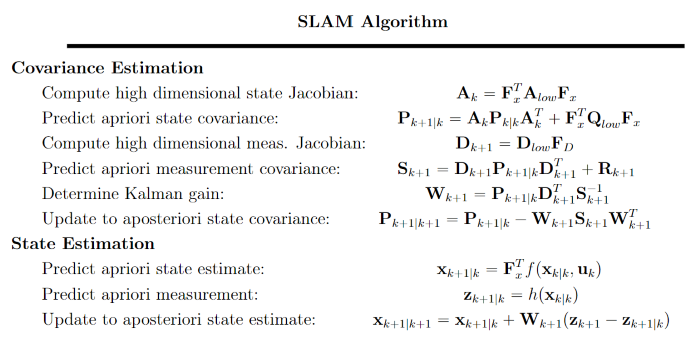 SLAM Algorithm
Covariance Estimation
Compute high dimensional state Jacobian: $\mathbf{A}_k = \mathbf{F}_x^T \mathbf{A}_{low} \mathbf{F}_x$
Predict apriori state covariance: $\mathbf{P}_{k+1|k} = \mathbf{A}_k \mathbf{P}_{k|k} \mathbf{A}_k^T + \mathbf{F}_x^T \mathbf{Q}_{low} \mathbf{F}_x$
Compute high dimensional meas. Jacobian: $\mathbf{D}_{k+1} = \mathbf{D}_{low} \mathbf{F}_D$
Predict apriori measurement covariance: $\mathbf{S}_{k+1} = \mathbf{D}_{k+1} \mathbf{P}_{k+1|k} \mathbf{D}_{k+1}^T + \mathbf{R}_{k+1}$
Determine Kalman gain: $\mathbf{W}_{k+1} = \mathbf{P}_{k+1|k} \mathbf{D}_{k+1}^T \mathbf{S}_{k+1}^{-1}$
Update to aposteriori state covariance: $\mathbf{P}_{k+1|k+1} = \mathbf{P}_{k+1|k} - \mathbf{W}_{k+1} \mathbf{S}_{k+1} \mathbf{W}_{k+1}^T$
State Estimation
Predict apriori state estimate: $\mathbf{x}_{k+1|k} = \mathbf{F}_x^T f(\mathbf{x}_{k|k}, \mathbf{u}_k)$
Predict apriori measurement: $\mathbf{z}_{k+1|k} = h(\mathbf{x}_{k|k})$
Update to aposteriori state estimate: $\mathbf{x}_{k+1|k+1} = \mathbf{x}_{k+1|k} + \mathbf{W}_{k+1}(\mathbf{z}_{k+1} - \mathbf{z}_{k+1|k})$